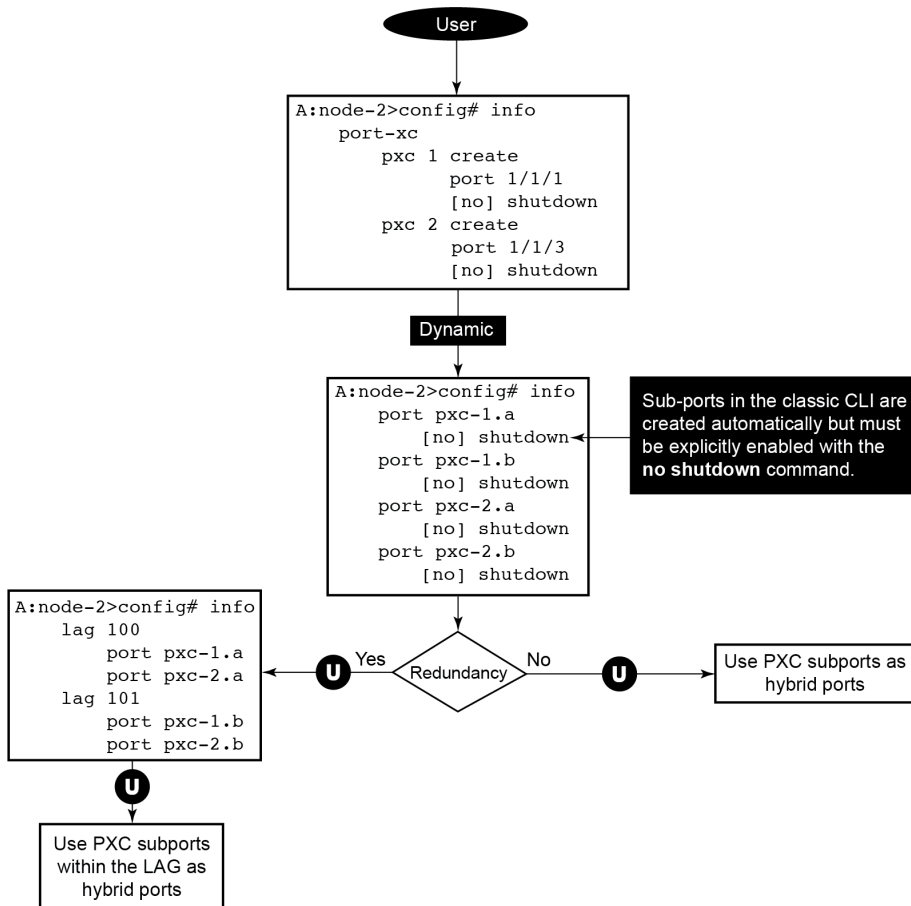 User
A:node-2>config# info
port-xc
pxc 1 create
port 1/1/1
[no] shutdown
pxc 2 create
port 1/1/3
[no] shutdown
Dynamic
A:node-2>config# info
port pxc-1.a
[no] shutdown
port pxc-1.b
[no] shutdown
port pxc-2.a
[no] shutdown
port pxc-2.b
[no] shutdown
Sub-ports in the classic CLI are
created automatically but must
be explicitly enabled with the
no shutdown command.
Redundancy
Yes
U
No
U
A:node-2>config# info
lag 100
port pxc-1.a
port pxc-2.a
lag 101
port pxc-1.b
port pxc-2.b
Use PXC subports as
hybrid ports
U
Use PXC subports
within the LAG as
hybrid ports